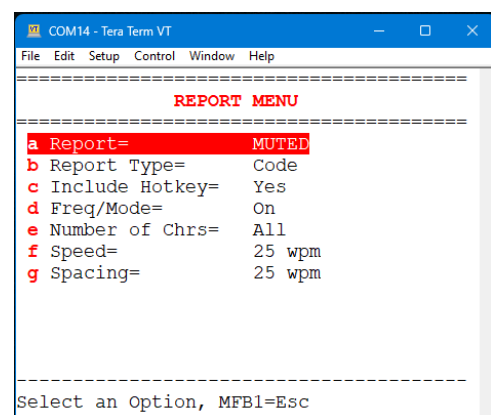 COM14 - Tera Term VT
File Edit Setup Control Window Help
========================================
REPORT MENU
========================================
a Report= MUTED
b Report Type= Code
c Include Hotkey= Yes
d Freq/Mode= On
e Number of Chrs= All
f Speed= 25 wpm
g Spacing= 25 wpm
----------------------------------------
Select an Option, MFB1=Esc